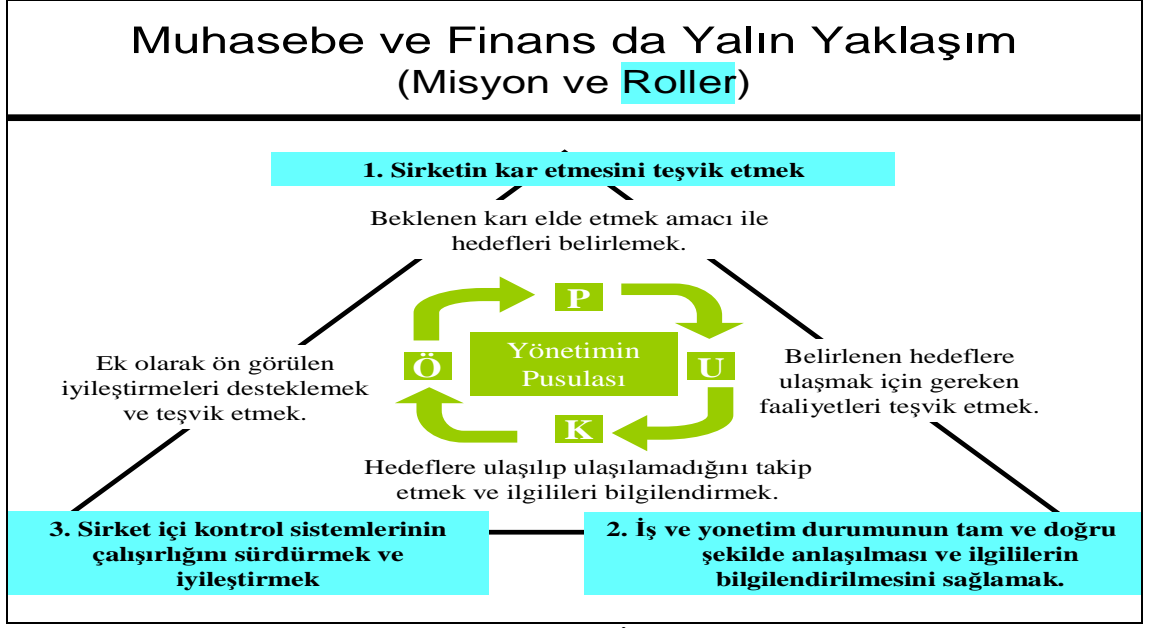 Muhasebe ve Finans da Yalın Yaklaşım
(Misyon ve Roller)
1. Sirketin kar etmesini teşvik etmek
Beklenen karı elde etmek amacı ile
hedefleri belirlemek.
P
Ö
Yönetimin
Pusulası
U
K
Ek olarak ön görülen
iyileştirmeleri desteklemek
ve teşvik etmek.
Belirlenen hedeflere
ulaşmak için gereken
faaliyetleri teşvik etmek.
Hedeflere ulaşılıp ulaşılamadığını takip
etmek ve ilgilileri bilgilendirmek.
3. Sirket içi kontrol sistemlerinin
çalışırlığını sürdürmek ve
iyileştirmek
2. İş ve yonetim durumunun tam ve doğru
şekilde anlaşılması ve ilgililerin
bilgilendirilmesini sağlamak.